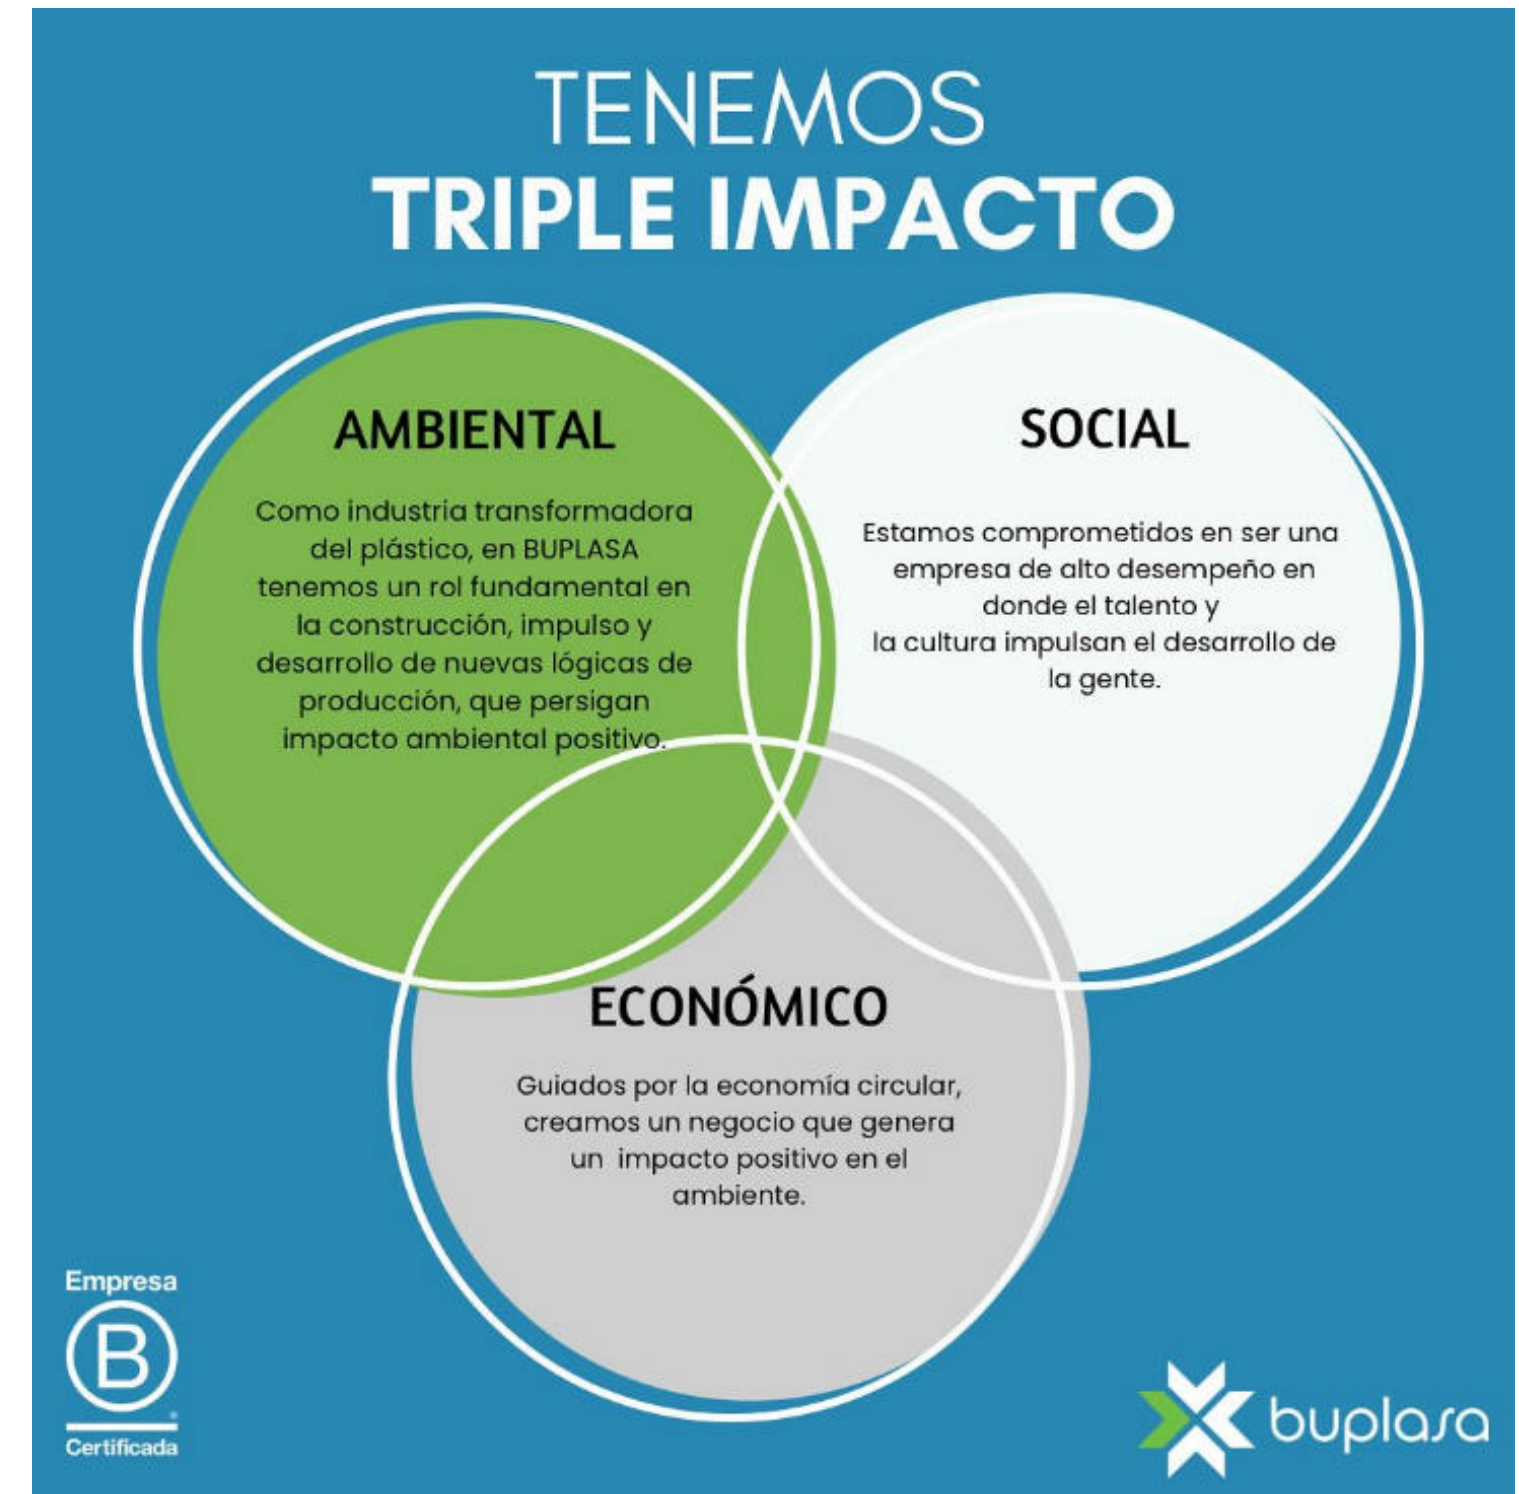 TENEMOS
TRIPLE IMPACTO
AMBIENTAL
Como industria transformadora
del plástico, en BUPLASA
tenemos un rol fundamental en
la construcción, impulso y
desarrollo de nuevas lógicas de
producción, que persigan
impacto ambiental positivo.
SOCIAL
Estamos comprometidos en ser una
empresa de alto desempeño en
donde el talento y
la cultura impulsan el desarrollo de
la gente.
ECONÓMICO
Guiados por la economía circular,
creamos un negocio que genera
un impacto positivo en el
ambiente.
Empresa
B
Certificada
buplasa